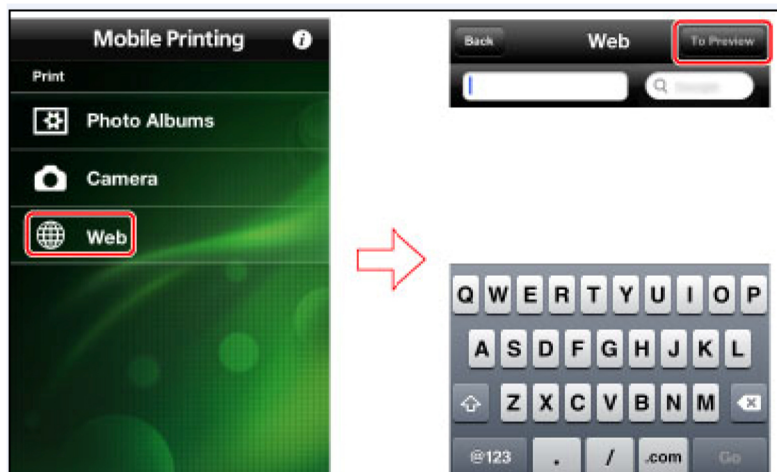 Mobile Printing i
Print
Photo Albums
Camera
Web
Back Web To Preview
Q W E R T Y U I O P
A S D F G H J K L
Z X C V B N M
@123 . / .com Go